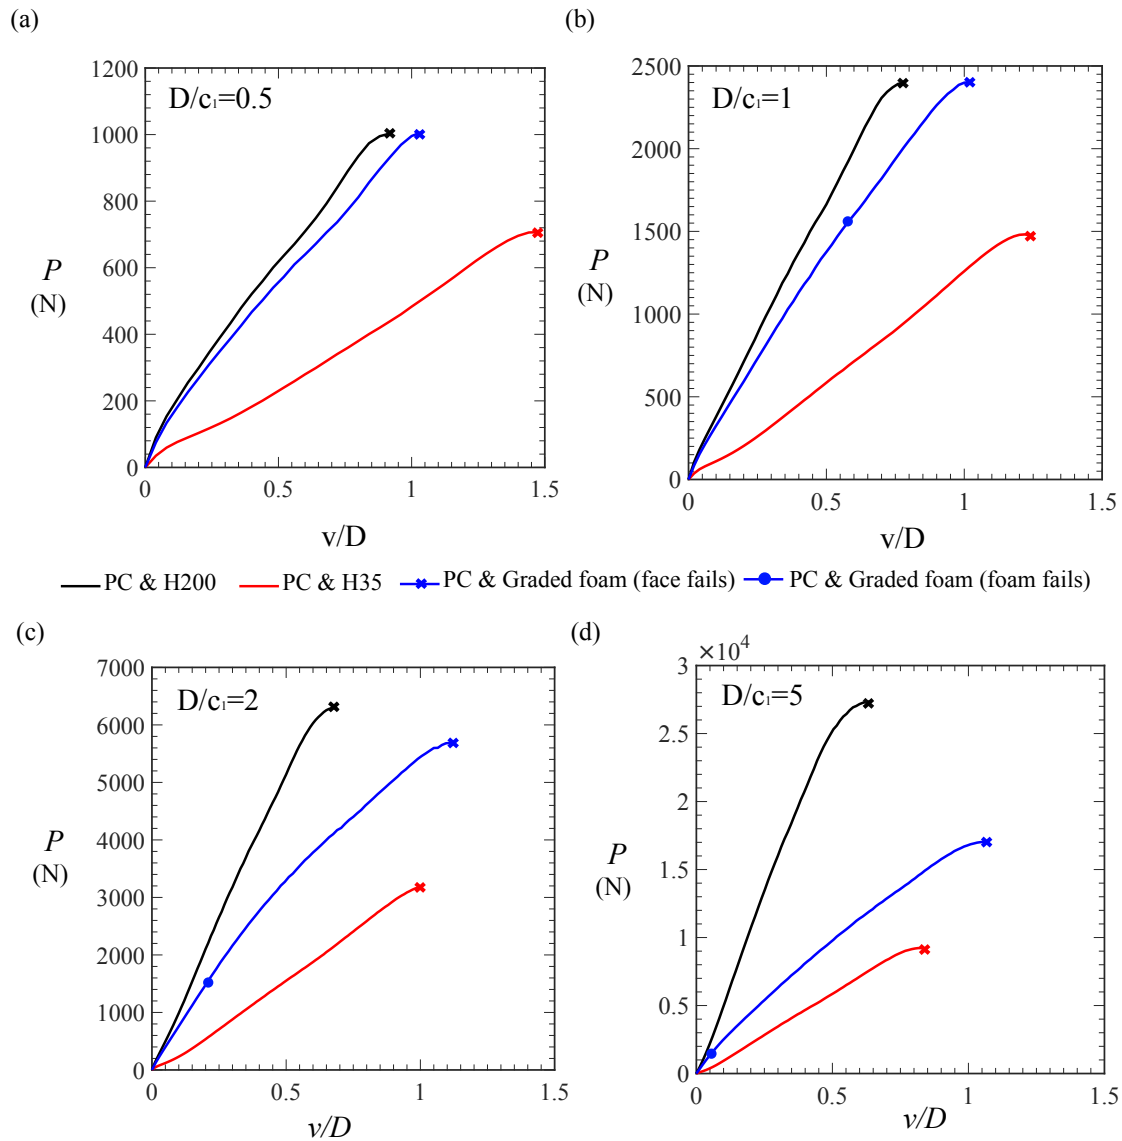 (a)
D/c₁=0.5
1200
1000
800
600
400
200
0
P
(N)
0
0.5
1
1.5
v/D
(b)
D/c₁=1
2500
2000
1500
1000
500
0
P
(N)
0
0.5
1
1.5
v/D
PC & H200
PC & H35
PC & Graded foam (face fails)
PC & Graded foam (foam fails)
(c)
D/c₁=2
7000
6000
5000
4000
3000
2000
1000
0
P
(N)
0
0.5
1
1.5
v/D
(d)
×10⁴
D/c₁=5
3
2.5
2
1.5
1
0.5
0
P
(N)
0
0.5
1
1.5
v/D